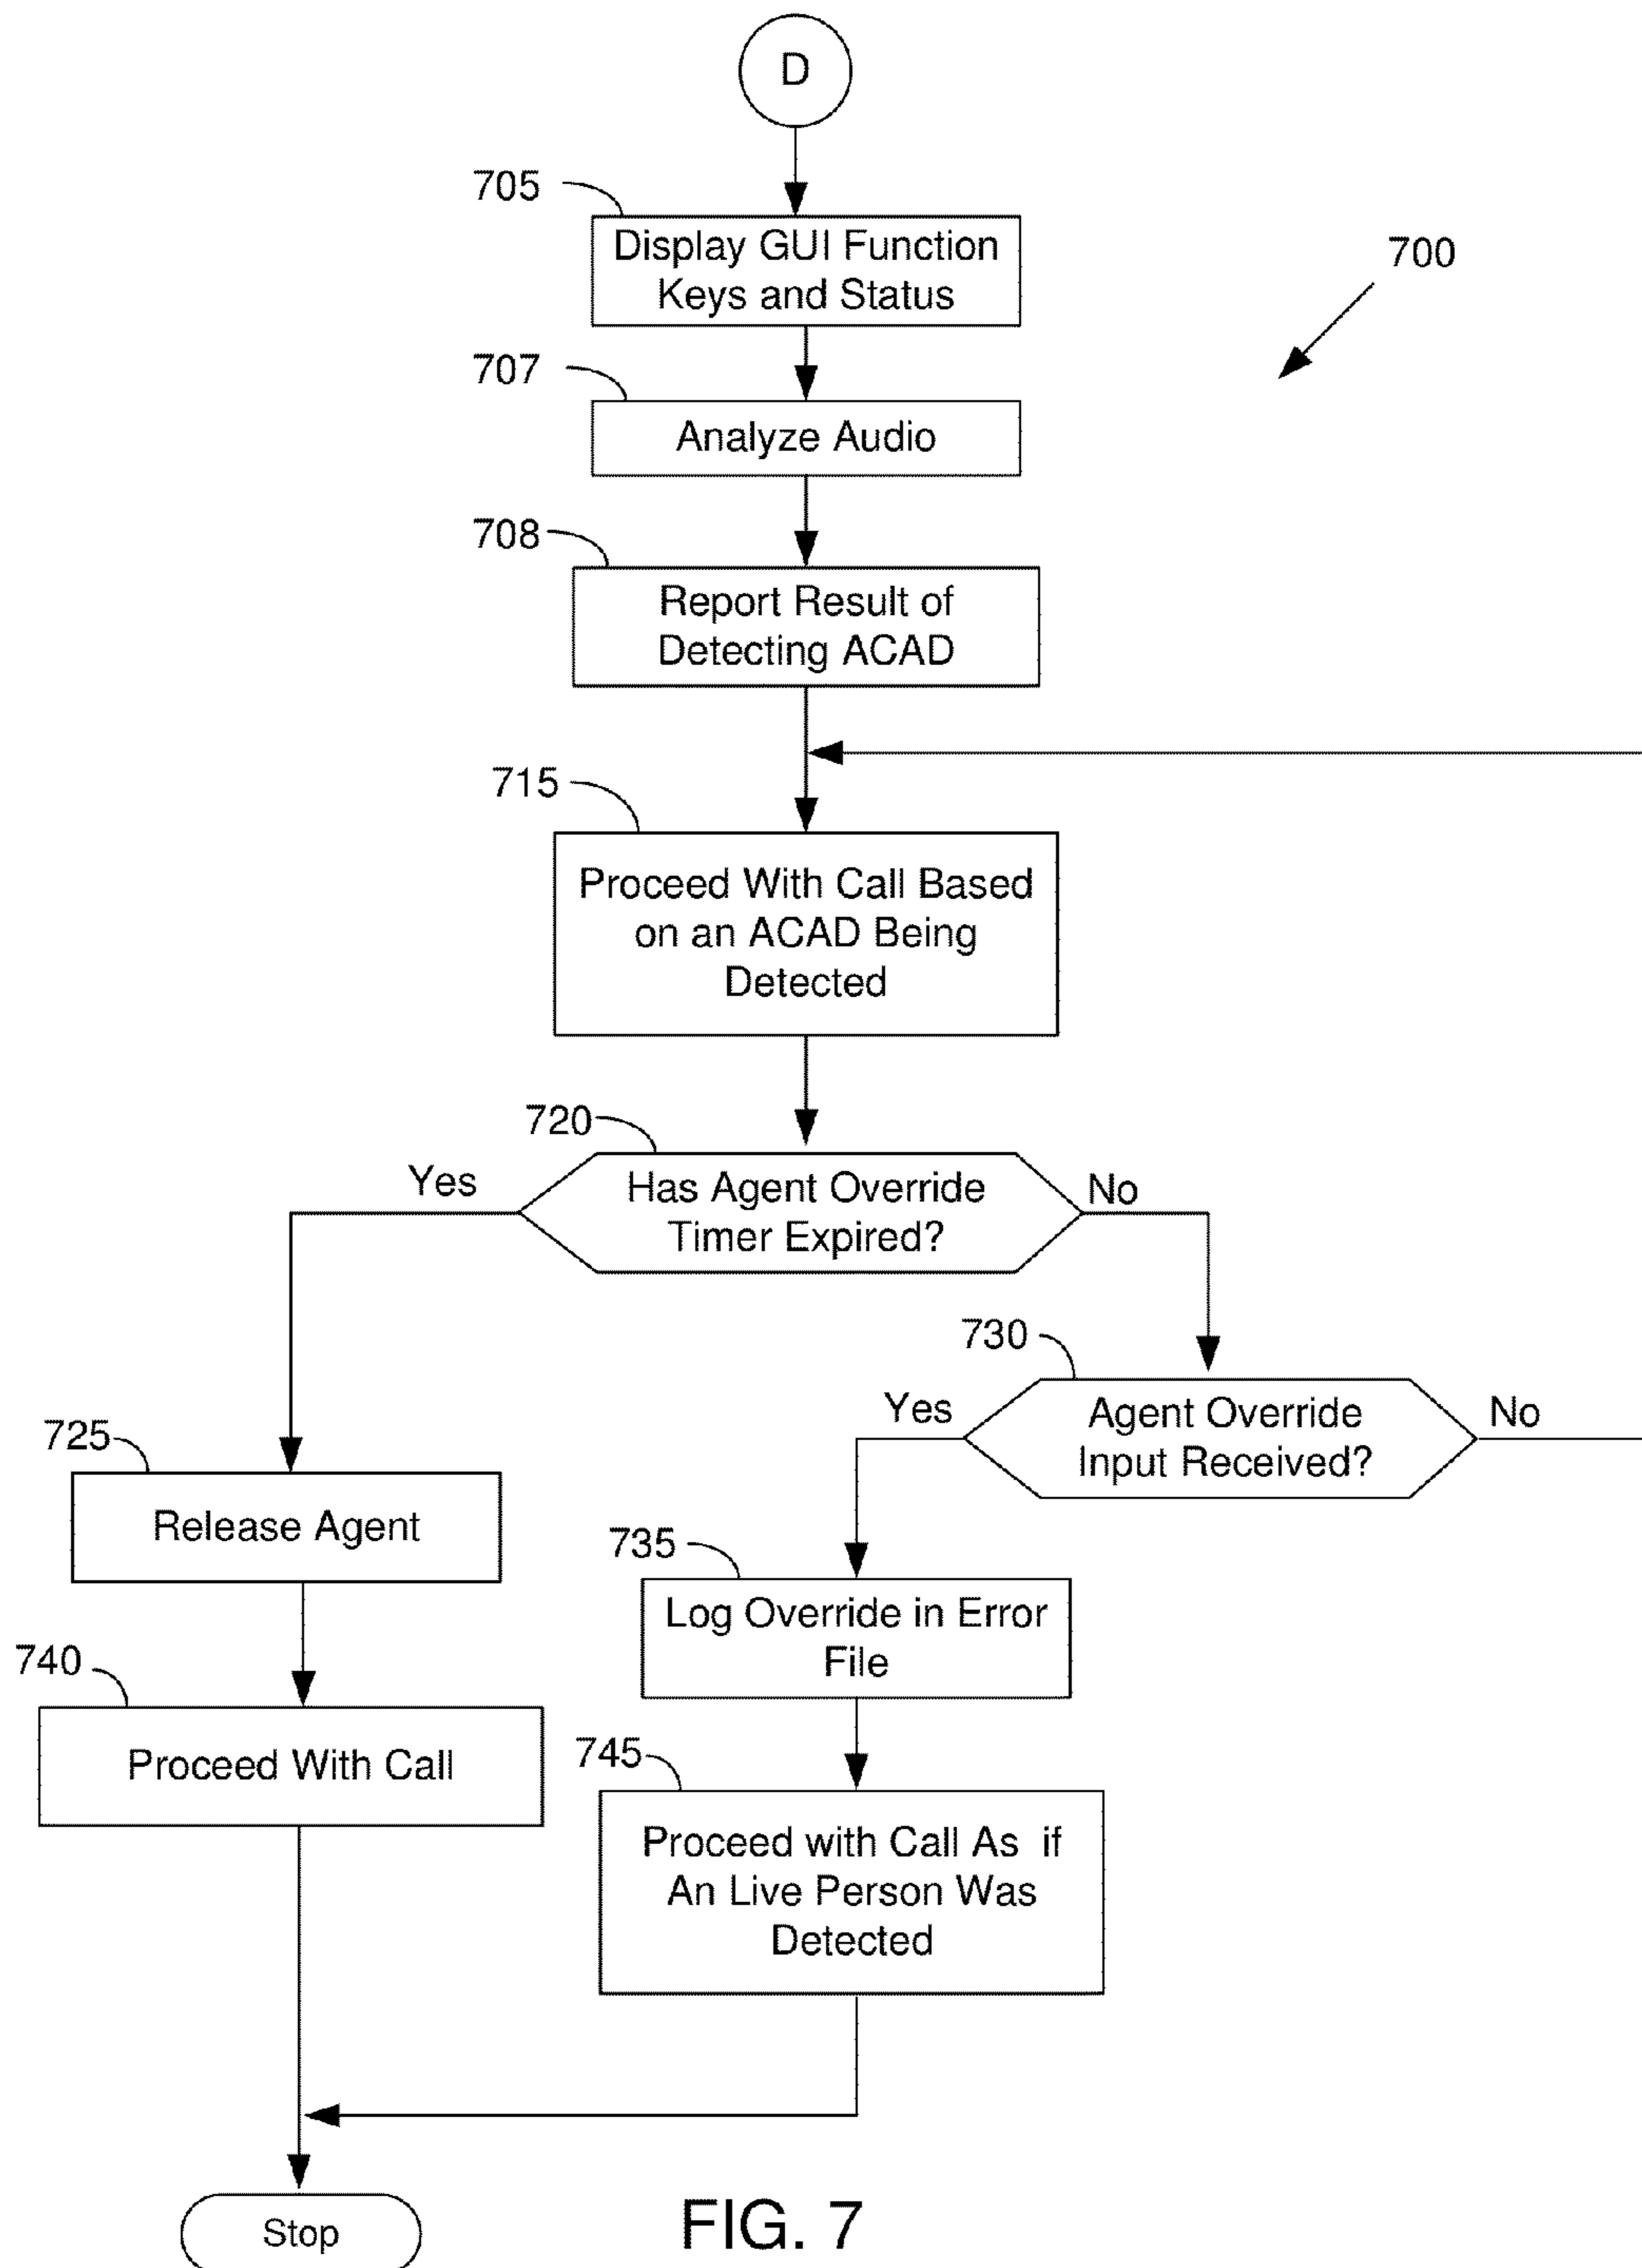 D
705
Display GUI Function
Keys and Status
700
707
Analyze Audio
708
Report Result of
Detecting ACAD
715
Proceed With Call Based
on an ACAD Being
Detected
720
Yes
Has Agent Override
Timer Expired?
No
730
Yes
Agent Override
Input Received?
No
725
Release Agent
735
Log Override in Error
File
740
Proceed With Call
745
Proceed with Call As if
An Live Person Was
Detected
Stop
FIG. 7